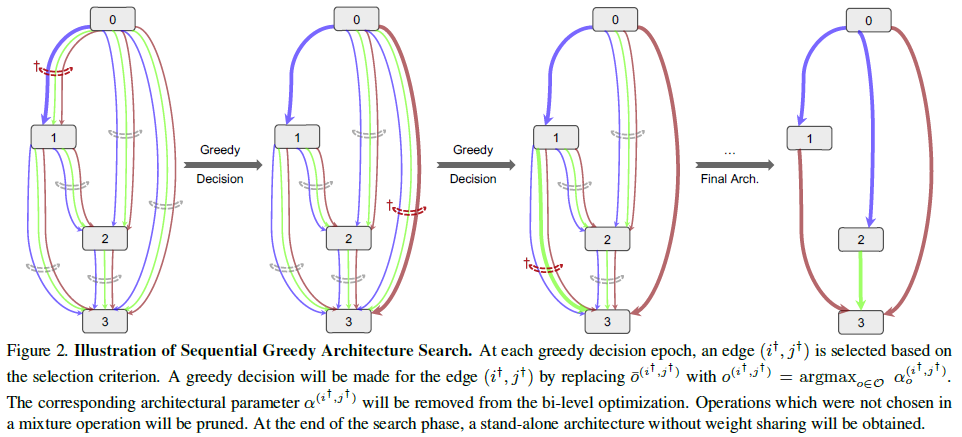 0
0
0
0
†
1
1
1
1
Greedy
Decision
Greedy
Decision
...
Final Arch.
†
2
2
2
2
†
3
3
3
3
Figure 2. Illustration of Sequential Greedy Architecture Search. At each greedy decision epoch, an edge (i†, j†) is selected based on
the selection criterion. A greedy decision will be made for the edge (i†, j†) by replacing ō^(i†,j†) with o^(i†,j†) = argmax_{o∈𝒪} α_o^(i†,j†).
The corresponding architectural parameter α^(i†,j†) will be removed from the bi-level optimization. Operations which were not chosen in
a mixture operation will be pruned. At the end of the search phase, a stand-alone architecture without weight sharing will be obtained.